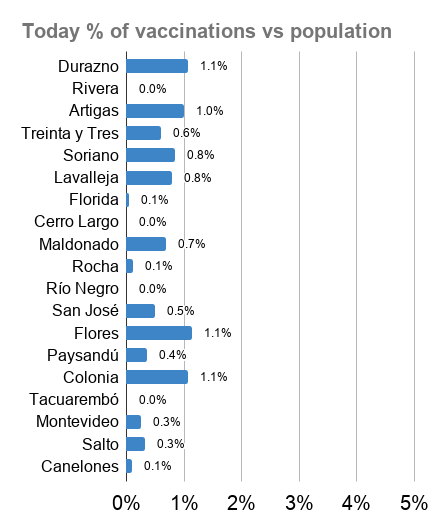 Today % of vaccinations vs population
Durazno 1.1%
Rivera 0.0%
Artigas 1.0%
Treinta y Tres 0.6%
Soriano 0.8%
Lavalleja 0.8%
Florida 0.1%
Cerro Largo 0.0%
Maldonado 0.7%
Rocha 0.1%
Río Negro 0.0%
San José 0.5%
Flores 1.1%
Paysandú 0.4%
Colonia 1.1%
Tacuarembó 0.0%
Montevideo 0.3%
Salto 0.3%
Canelones 0.1%
0% 1% 2% 3% 4% 5%